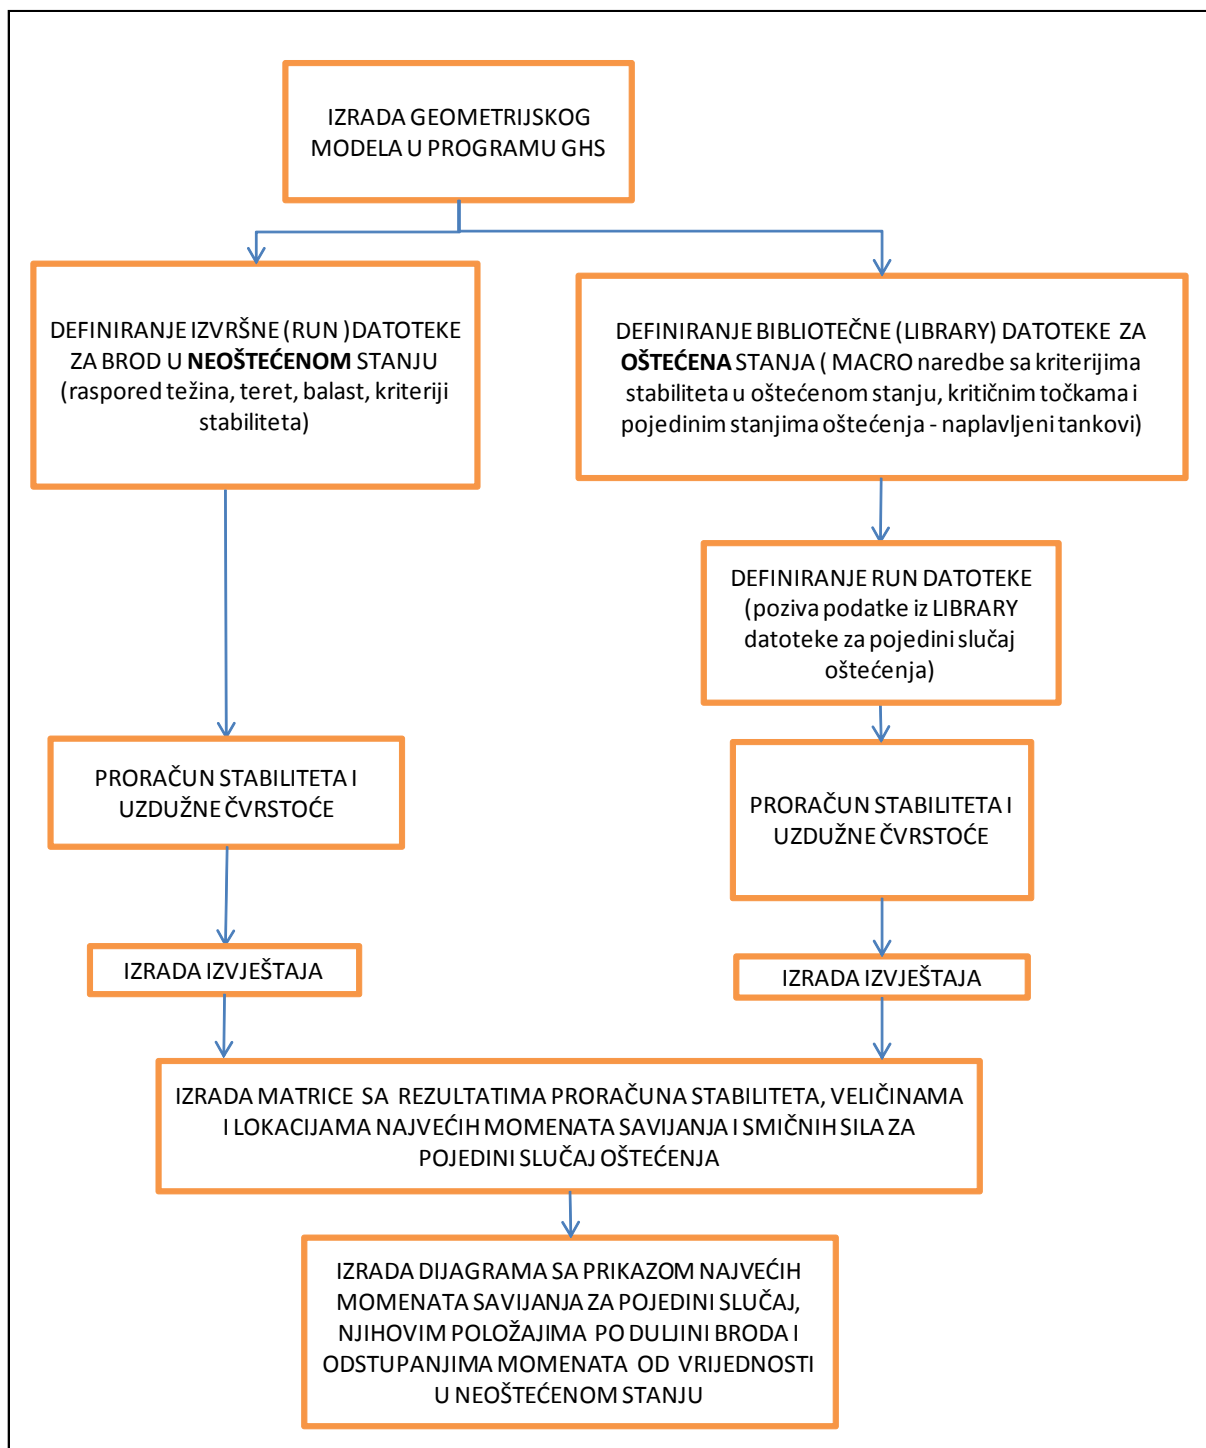 IZRADA GEOMETRIJSKOG
MODELA U PROGRAMU GHS
DEFINIRANJE IZVRŠNE (RUN )DATOTEKE
ZA BROD U NEOŠTEĆENOM STANJU
(raspored težina, teret, balast, kriteriji
stabiliteta)
DEFINIRANJE BIBLIOTEČNE (LIBRARY) DATOTEKE ZA
OŠTEĆENA STANJA ( MACRO naredbe sa kriterijima
stabiliteta u oštećenom stanju, kritičnim točkama i
pojedinim stanjima oštećenja - naplavljeni tankovi)
DEFINIRANJE RUN DATOTEKE
(poziva podatke iz LIBRARY
datoteke za pojedini slučaj
oštećenja)
PRORAČUN STABILITETA I
UZDUŽNE ČVRSTOĆE
PRORAČUN STABILITETA I
UZDUŽNE ČVRSTOĆE
IZRADA IZVJEŠTAJA
IZRADA IZVJEŠTAJA
IZRADA MATRICE SA REZULTATIMA PRORAČUNA STABILITETA, VELIČINAMA
I LOKACIJAMA NAJVEĆIH MOMENATA SAVIJANJA I SMIČNIH SILA ZA
POJEDINI SLUČAJ OŠTEĆENJA
IZRADA DIJAGRAMA SA PRIKAZOM NAJVEĆIH
MOMENATA SAVIJANJA ZA POJEDINI SLUČAJ,
NJIHOVIM POLOŽAJIMA PO DULJINI BRODA I
ODSTUPANJIMA MOMENATA OD VRIJEDNOSTI
U NEOŠTEĆENOM STANJU